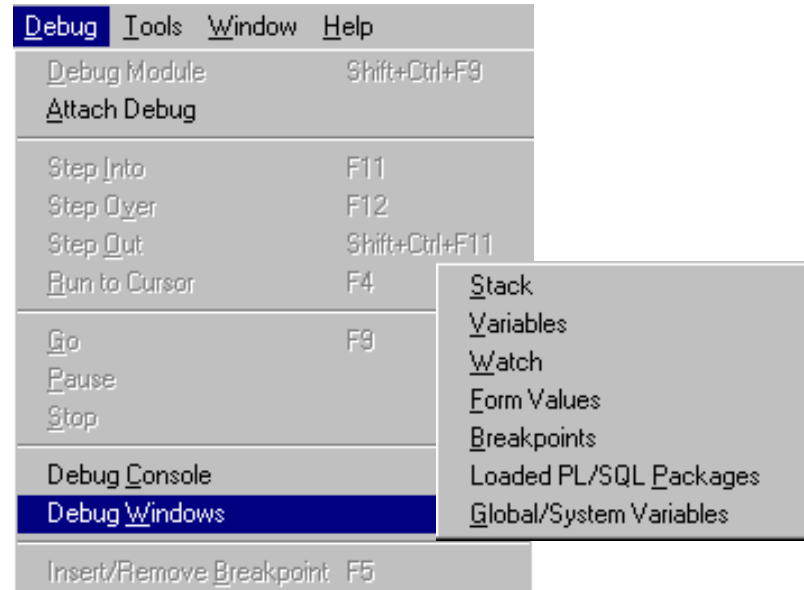 Debug Tools Window Help
Debug Module Shift+Ctrl+F9
Attach Debug
Step Into F11
Step Over F12
Step Out Shift+Ctrl+F11
Run to Cursor F4
Go F9
Pause
Stop
Debug Console
Debug Windows
Insert/Remove Breakpoint F5
Stack
Variables
Watch
Form Values
Breakpoints
Loaded PL/SQL Packages
Global/System Variables